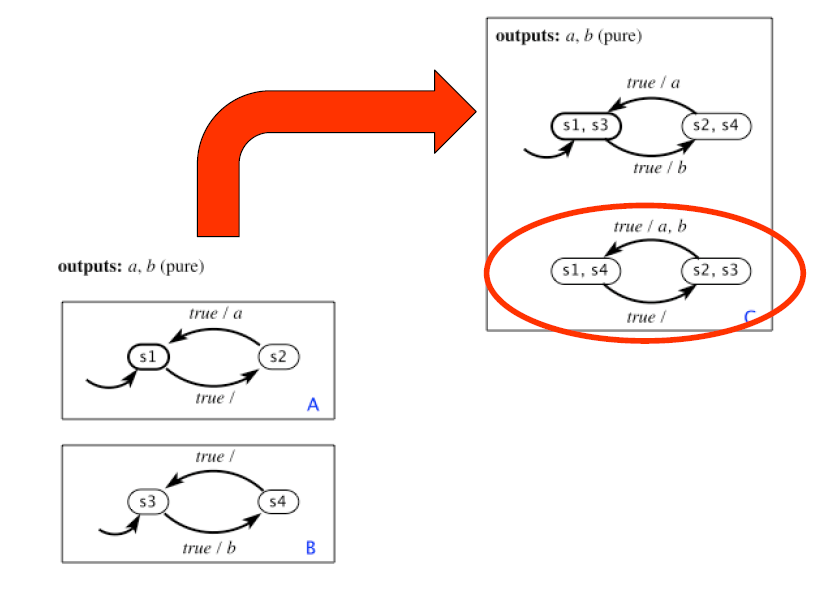 outputs: a, b (pure)
true / a
s1, s3
s2, s4
true / b
true / a, b
s1, s4
s2, s3
true /
C
outputs: a, b (pure)
true / a
s1
s2
true /
A
true /
s3
s4
true / b
B